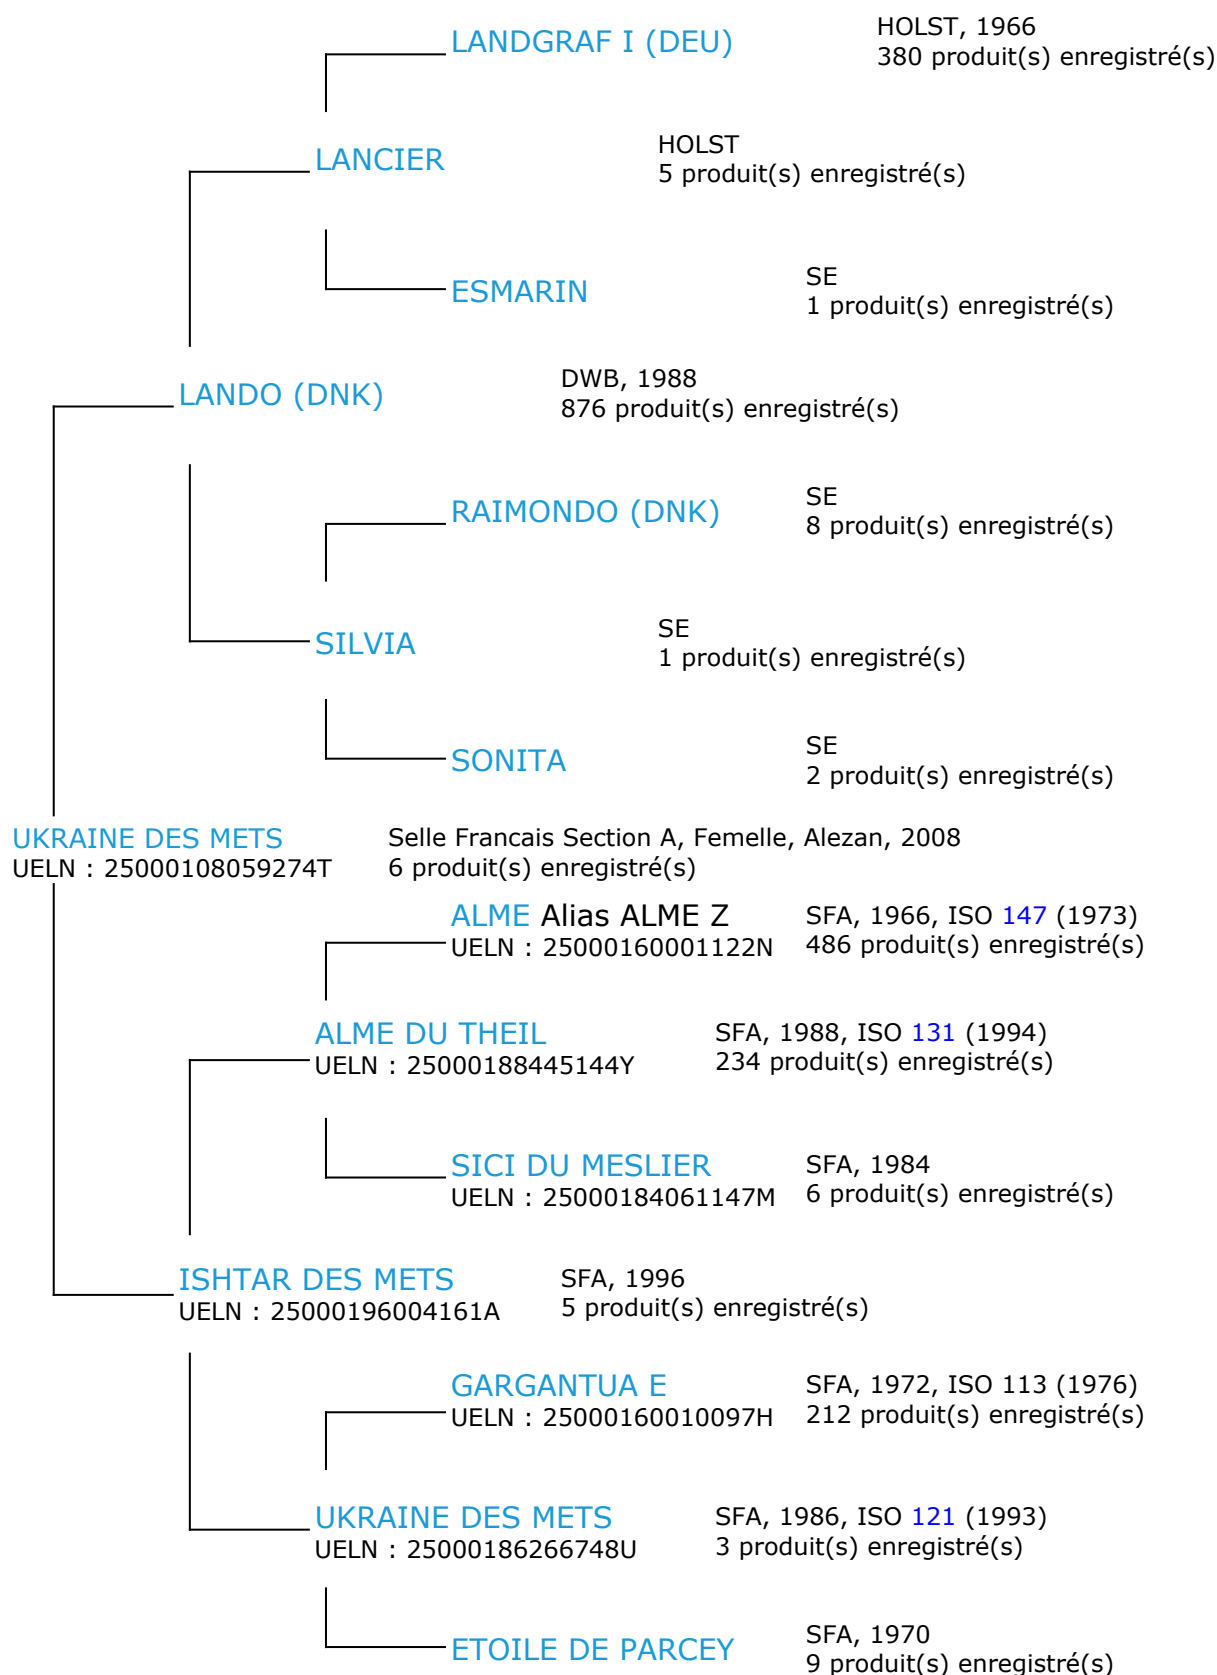 LANDGRAF I (DEU)
HOLST, 1966
380 produit(s) enregistré(s)
LANCIER
HOLST
5 produit(s) enregistré(s)
ESMARIN
SE
1 produit(s) enregistré(s)
LANDO (DNK)
DWB, 1988
876 produit(s) enregistré(s)
RAIMONDO (DNK)
SE
8 produit(s) enregistré(s)
SILVIA
SE
1 produit(s) enregistré(s)
SONITA
SE
2 produit(s) enregistré(s)
UKRAINE DES METS
UELN : 25000108059274T
Selle Francais Section A, Femelle, Alezan, 2008
6 produit(s) enregistré(s)
ALME Alias ALME Z
UELN : 25000160001122N
SFA, 1966, ISO 147 (1973)
486 produit(s) enregistré(s)
ALME DU THEIL
UELN : 25000188445144Y
SFA, 1988, ISO 131 (1994)
234 produit(s) enregistré(s)
SICI DU MESLIER
UELN : 25000184061147M
SFA, 1984
6 produit(s) enregistré(s)
ISHTAR DES METS
UELN : 25000196004161A
SFA, 1996
5 produit(s) enregistré(s)
GARGANTUA E
UELN : 25000160010097H
SFA, 1972, ISO 113 (1976)
212 produit(s) enregistré(s)
UKRAINE DES METS
UELN : 25000186266748U
SFA, 1986, ISO 121 (1993)
3 produit(s) enregistré(s)
ETOILE DE PARCEY
SFA, 1970
9 produit(s) enregistré(s)